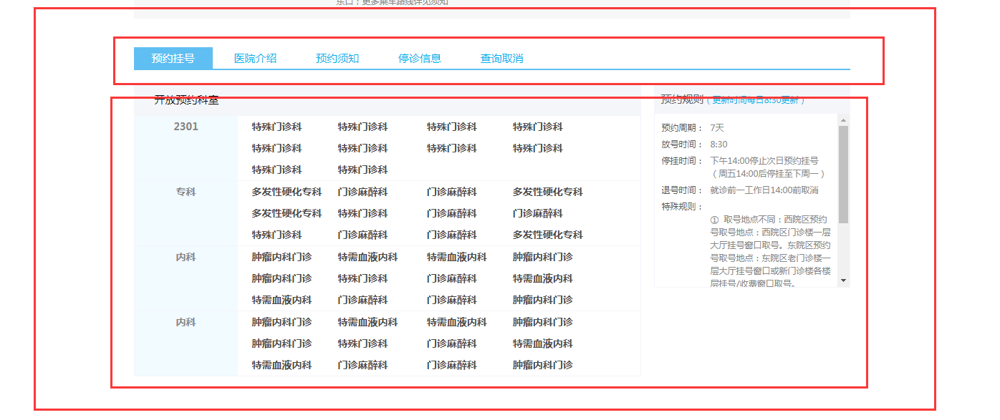 东口；更多乘车路线详见须知
预约挂号 医院介绍 预约须知 停诊信息 查询取消
开放预约科室
2301 特殊门诊科 特殊门诊科 特殊门诊科 特殊门诊科
特殊门诊科 特殊门诊科 特殊门诊科 特殊门诊科
特殊门诊科 特殊门诊科
专科 多发性硬化专科 门诊麻醉科 门诊麻醉科 多发性硬化专科
多发性硬化专科 特殊门诊科 门诊麻醉科 门诊麻醉科
特殊门诊科 门诊麻醉科 门诊麻醉科 多发性硬化专科
内科 肿瘤内科门诊 特需血液内科 特需血液内科 肿瘤内科门诊
肿瘤内科门诊 特殊门诊科 门诊麻醉科 特需血液内科
特需血液内科 门诊麻醉科 门诊麻醉科 肿瘤内科门诊
内科 肿瘤内科门诊 特需血液内科 特需血液内科 肿瘤内科门诊
肿瘤内科门诊 特殊门诊科 门诊麻醉科 特需血液内科
特需血液内科 门诊麻醉科 门诊麻醉科 肿瘤内科门诊
预约规则（更新时间每日8:30更新）
预约周期： 7天
放号时间： 8:30
停挂时间： 下午14:00停止次日预约挂号
（周五14:00后停挂至下周一）
退号时间： 就诊前一工作日14:00前取消
特殊规则：
① 取号地点不同：西院区预约
号取号地点：西院区门诊楼一层
大厅挂号窗口取号。东院区预约
号取号地点：东院区老门诊楼一
层大厅挂号窗口或新门诊楼各楼
层挂号/收费窗口取号。